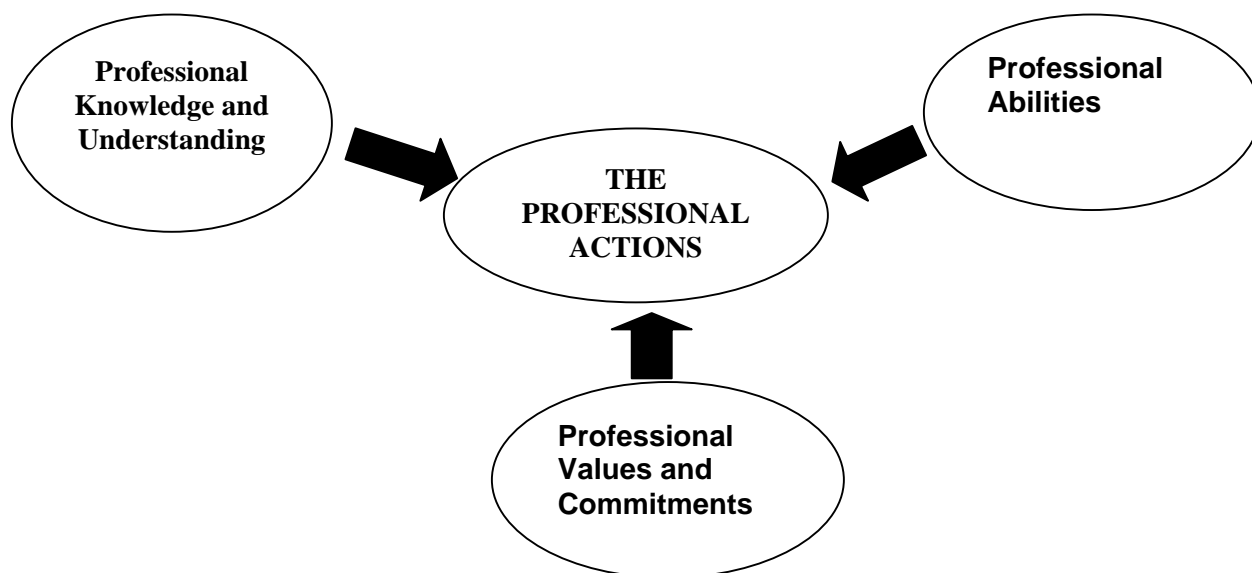 Professional
Knowledge and
Understanding
Professional
Abilities
THE
PROFESSIONAL
ACTIONS
Professional
Values and
Commitments